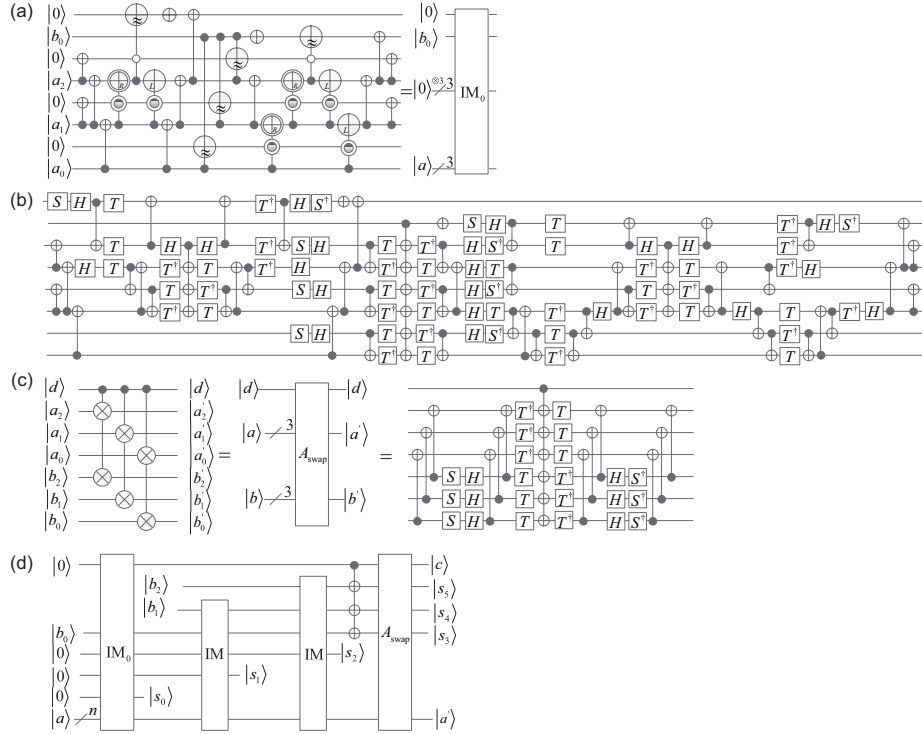 (a)
|0⟩ |0⟩
|b₀⟩ |b₀⟩
|0⟩
|a₂⟩ R L R L = |0⟩⊗3 3 IM₀
|0⟩
|a₁⟩ R L
|0⟩
|a₀⟩ |a⟩ 3
(b)
S H T T† H S†
S H T T† H S†
T H H T† S H T T† H S† T H H
H T T† T T† H T T† H T T† T T† H
T T† S H T T† H S† T T†
T† T T† T H T T† H H T† T H T T† H
S H T T† H S† T T† T T†
T† T T† T
(c)
|d⟩ |d⟩ |d⟩ |d⟩
|a₂⟩ |a₂'⟩ T† T
|a₁⟩ |a₁'⟩ |a⟩ 3 |a'⟩ T† T
|a₀⟩ |a₀'⟩ = A_swap = T† T
|b₂⟩ |b₂'⟩ S H T T† H S†
|b₁⟩ |b₁'⟩ |b⟩ 3 |b'⟩ S H T T† H S†
|b₀⟩ |b₀'⟩ S H T T† H S†
(d)
|0⟩ |c⟩
|b₂⟩ |s₅⟩
|b₁⟩ |s₄⟩
|b₀⟩ A_swap |s₃⟩
|0⟩ IM₀ IM IM |s₂⟩
|0⟩ |s₁⟩
|0⟩ |s₀⟩
|a⟩ n |a'⟩